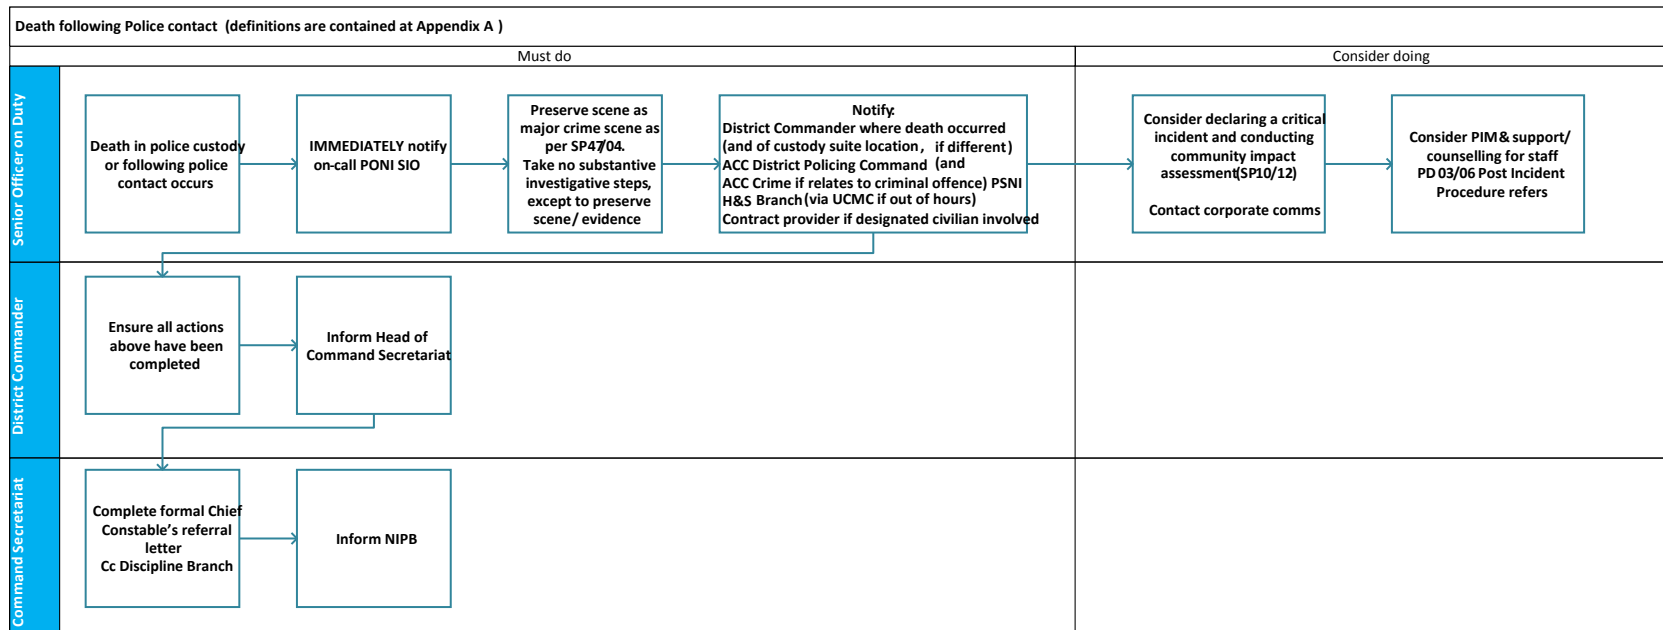 Death following Police contact (definitions are contained at Appendix A )
Must do
Consider doing
Senior Officer on Duty
Death in police custody
or following police
contact occurs
IMMEDIATELY notify
on-call PONI SIO
Preserve scene as
major crime scene as
per SP47/04.
Take no substantive
investigative steps,
except to preserve
scene/ evidence
Notify:
District Commander where death occurred
(and of custody suite location, if different)
ACC District Policing Command (and
ACC Crime if relates to criminal offence) PSNI
H&S Branch (via UCMC if out of hours)
Contract provider if designated civilian involved
Consider declaring a critical
incident and conducting
community impact
assessment(SP10/12)
Contact corporate comms
Consider PIM & support/
counselling for staff
PD 03/06 Post Incident
Procedure refers
District Commander
Ensure all actions
above have been
completed
Inform Head of
Command Secretariat
Command Secretariat
Complete formal Chief
Constable's referral
letter
Cc Discipline Branch
Inform NIPB